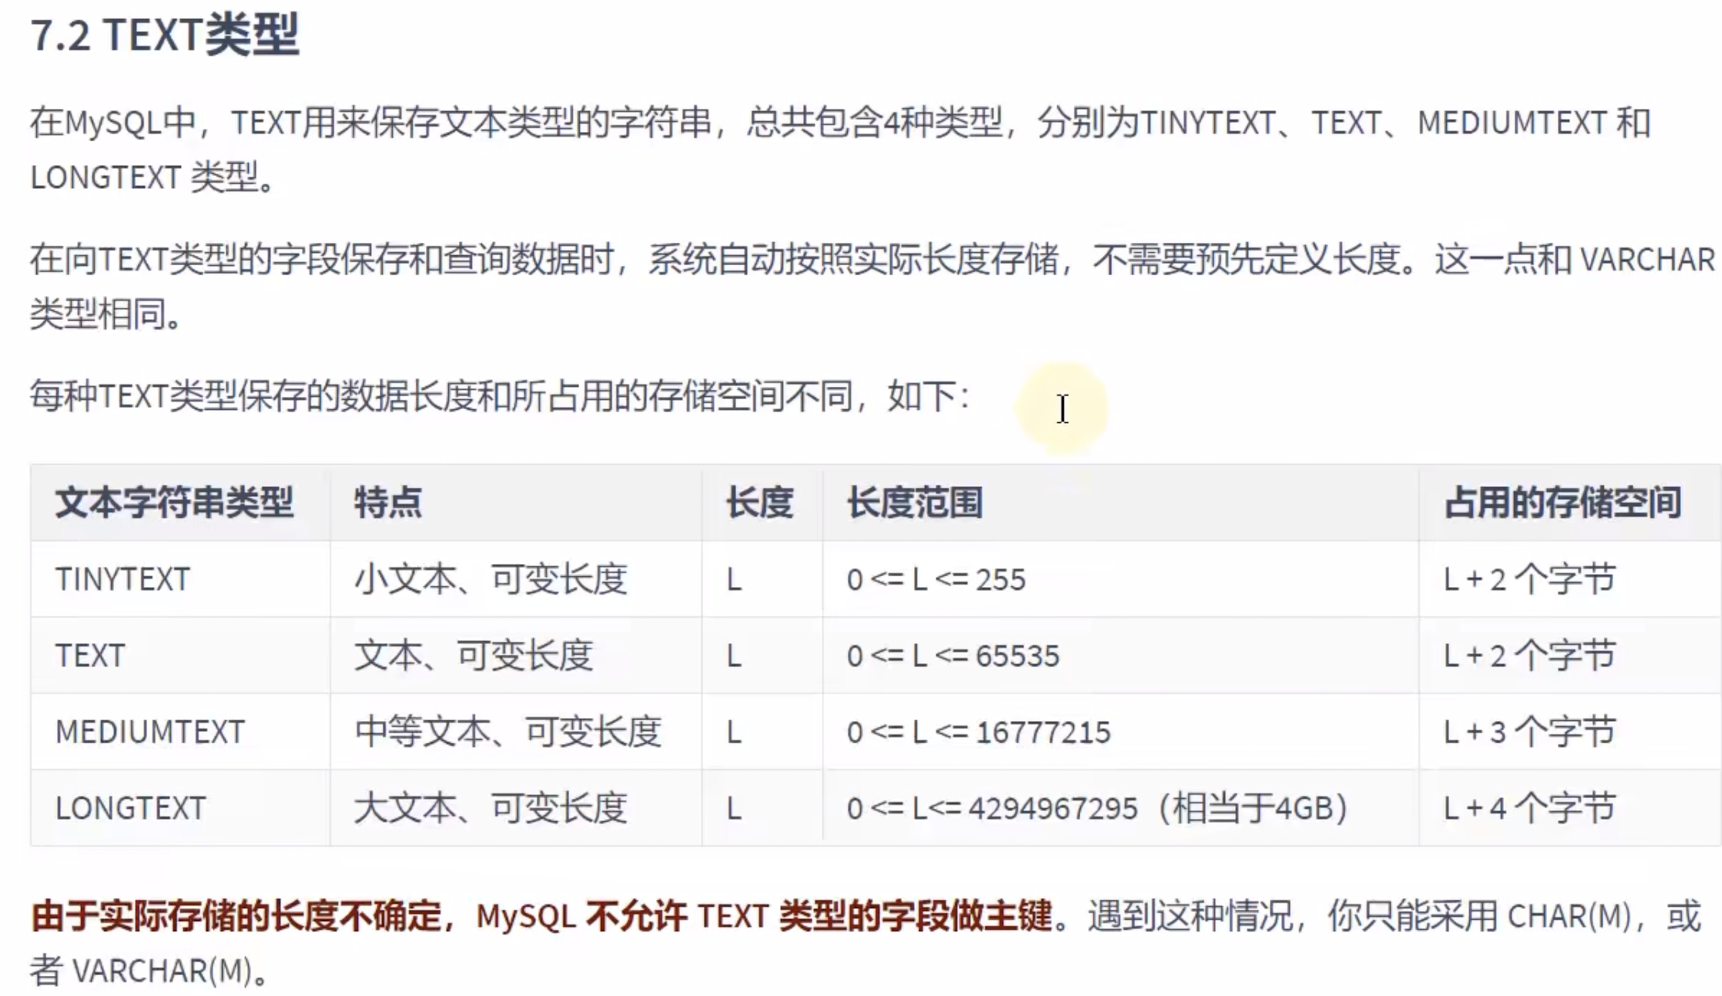 7.2 TEXT类型
在MySQL中，TEXT用来保存文本类型的字符串，总共包含4种类型，分别为TINYTEXT、TEXT、MEDIUMTEXT 和
LONGTEXT 类型。
在向TEXT类型的字段保存和查询数据时，系统自动按照实际长度存储，不需要预先定义长度。这一点和 VARCHAR
类型相同。
每种TEXT类型保存的数据长度和所占用的存储空间不同，如下：
文本字符串类型 特点 长度 长度范围 占用的存储空间
TINYTEXT 小文本、可变长度 L 0 <= L <= 255 L + 2 个字节
TEXT 文本、可变长度 L 0 <= L <= 65535 L + 2 个字节
MEDIUMTEXT 中等文本、可变长度 L 0 <= L <= 16777215 L + 3 个字节
LONGTEXT 大文本、可变长度 L 0 <= L<= 4294967295（相当于4GB） L + 4 个字节
由于实际存储的长度不确定，MySQL 不允许 TEXT 类型的字段做主键。遇到这种情况，你只能采用 CHAR(M)，或
者 VARCHAR(M)。